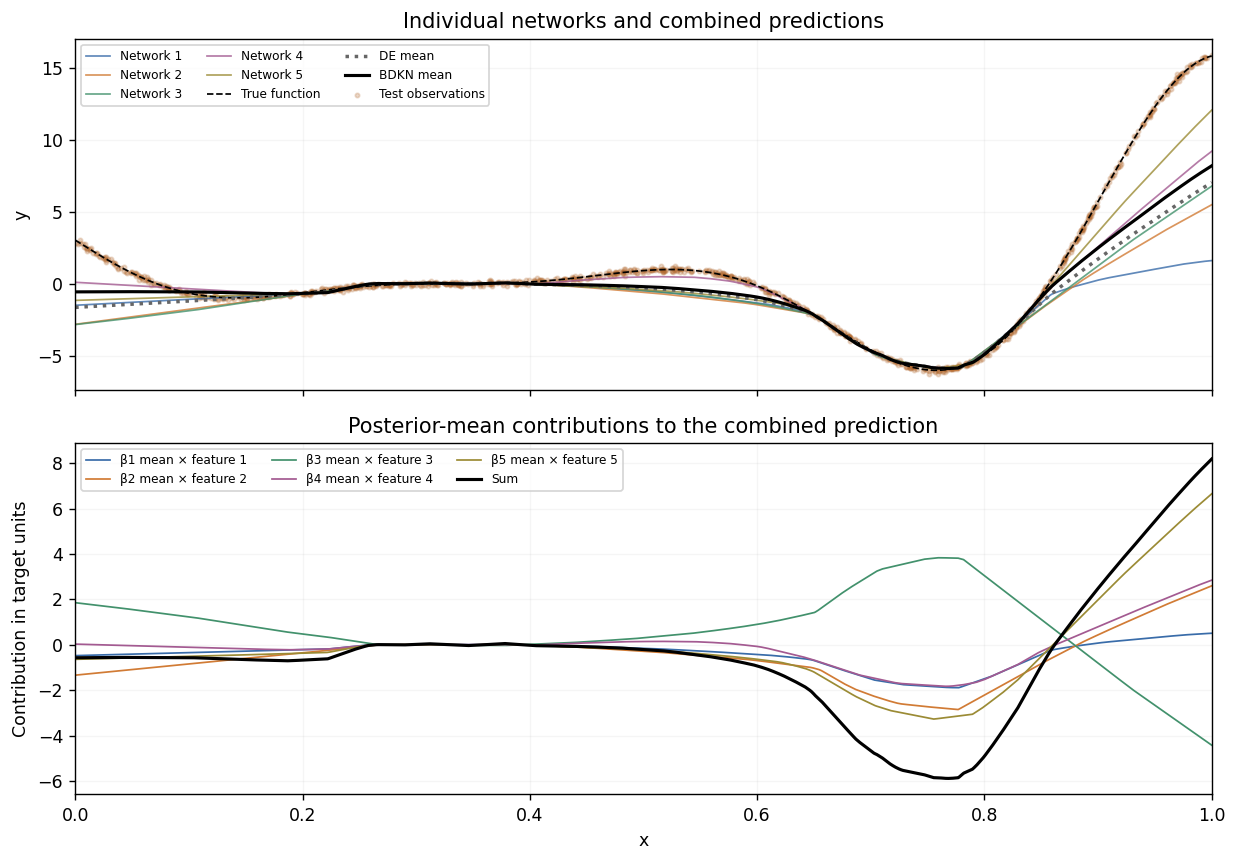 Individual networks and combined predictions
Network 1 Network 4 DE mean
Network 2 Network 5 BDKN mean
Network 3 True function Test observations
15
10
5
0
−5
y
Posterior-mean contributions to the combined prediction
β1 mean × feature 1 β3 mean × feature 3 β5 mean × feature 5
β2 mean × feature 2 β4 mean × feature 4 Sum
8
6
4
2
0
−2
−4
−6
Contribution in target units
0.0 0.2 0.4 0.6 0.8 1.0
x